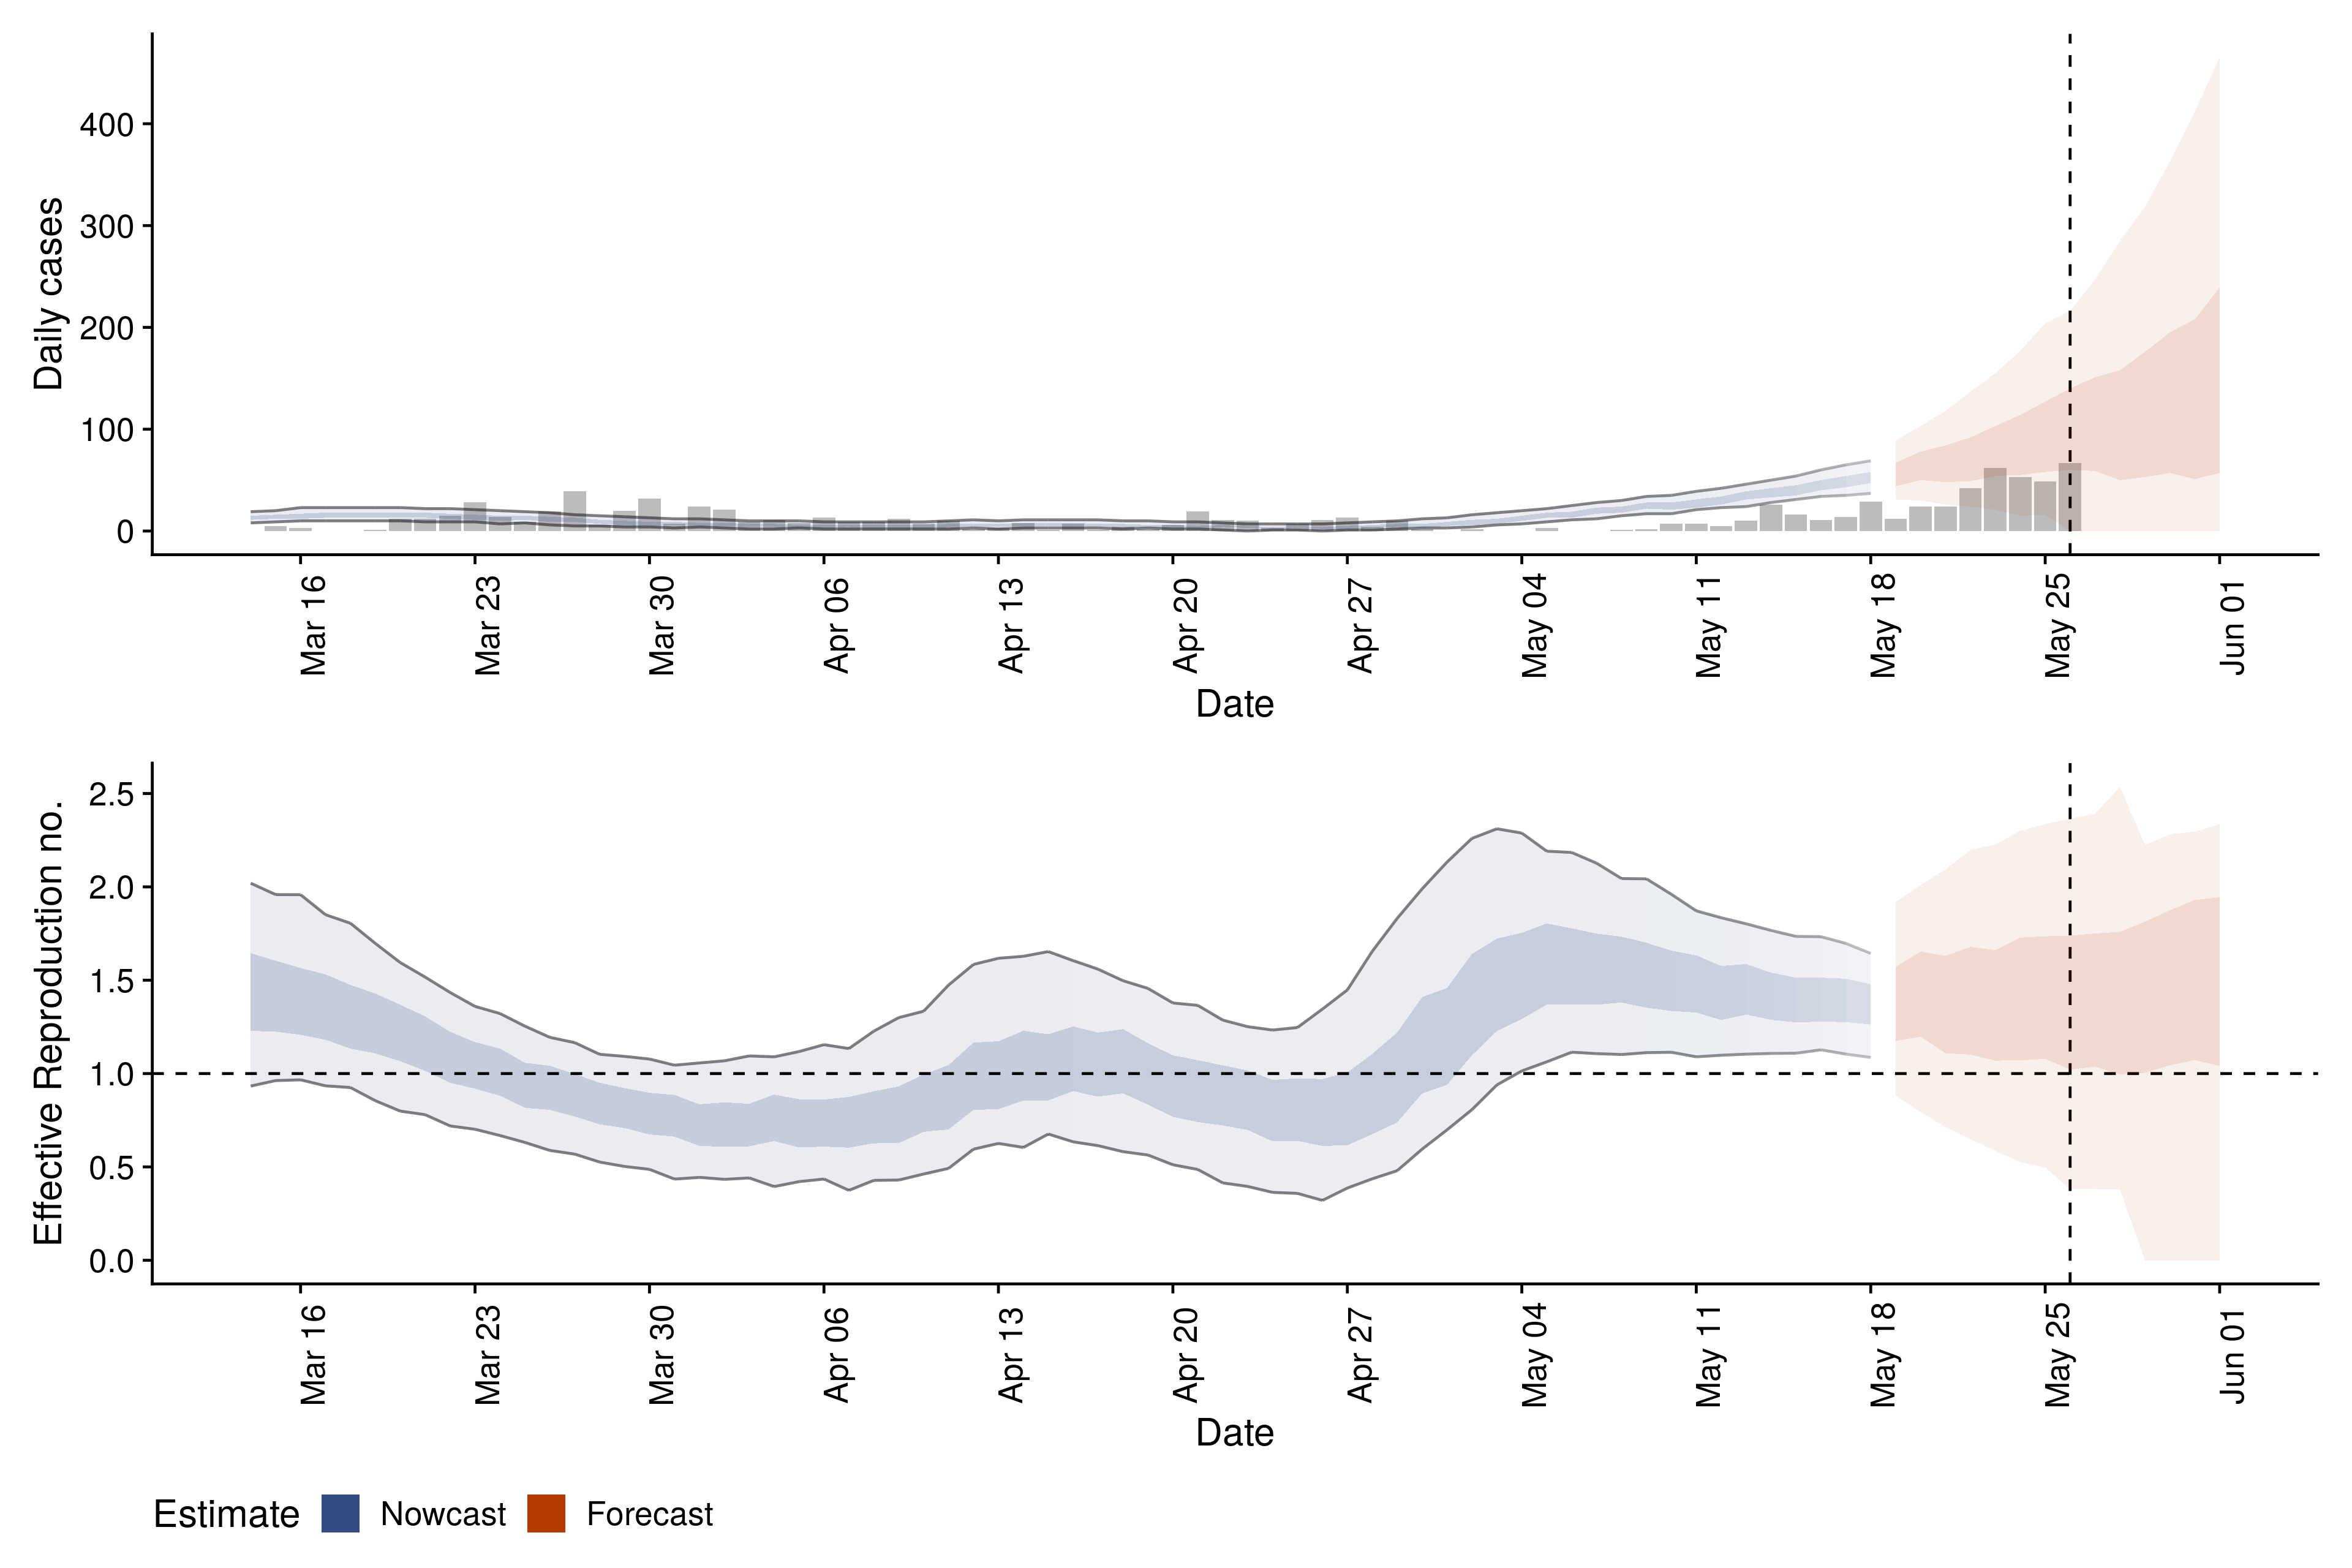 Daily cases
400
300
200
100
0
Mar 16
Mar 23
Mar 30
Apr 06
Apr 13
Apr 20
Apr 27
May 04
May 11
May 18
May 25
Jun 01
Date
Effective Reproduction no.
2.5
2.0
1.5
1.0
0.5
0.0
Mar 16
Mar 23
Mar 30
Apr 06
Apr 13
Apr 20
Apr 27
May 04
May 11
May 18
May 25
Jun 01
Date
Estimate Nowcast Forecast